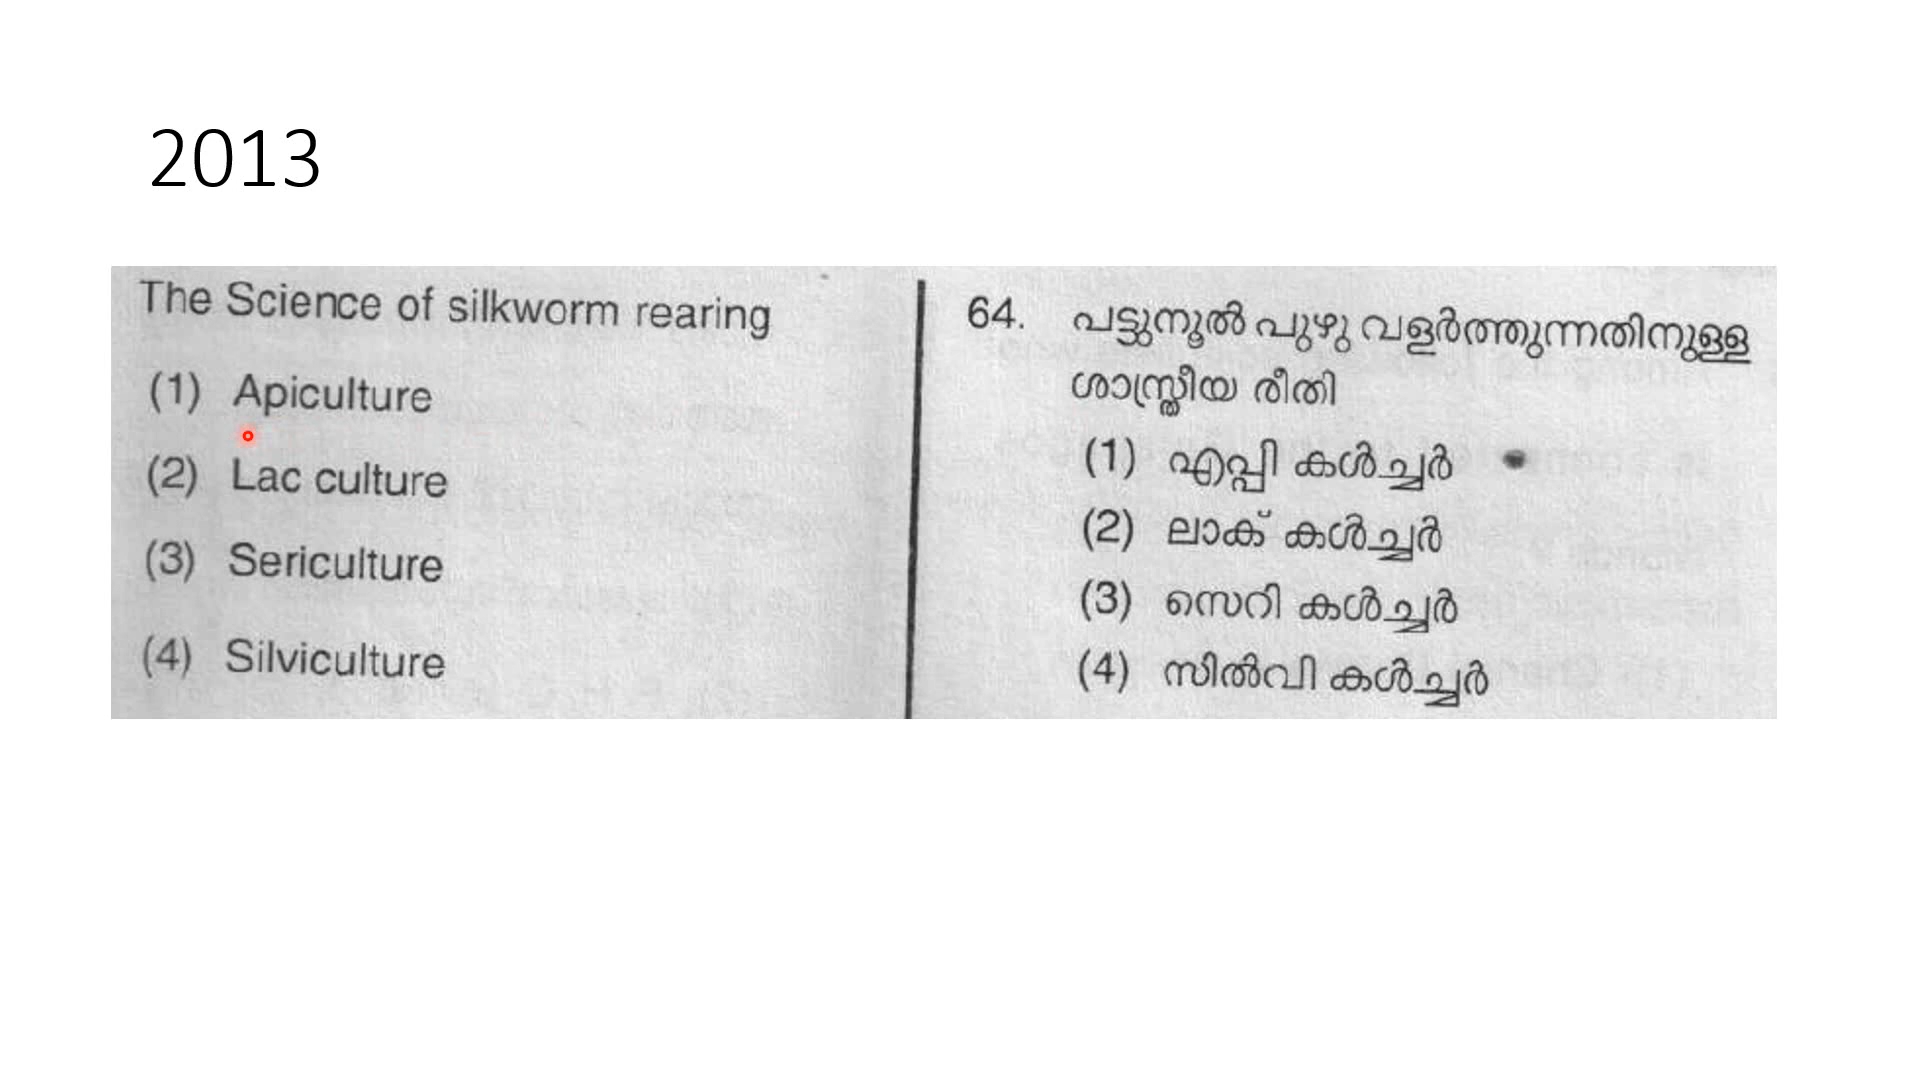 2013
The Science of silkworm rearing
(1) Apiculture
(2) Lac culture
(3) Sericulture
(4) Silviculture
64. പട്ടുനൂൽ പുഴു വളർത്തുന്നതിനുള്ള
ശാസ്ത്രീയ രീതി
(1) എപ്പി കൾച്ചർ
(2) ലാക് കൾച്ചർ
(3) സെറി കൾച്ചർ
(4) സിൽവി കൾച്ചർ